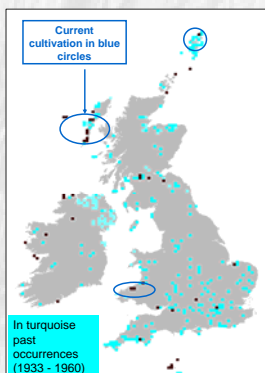 Current
cultivation in blue
circles
In turquoise
past
occurrences
(1933 - 1960)